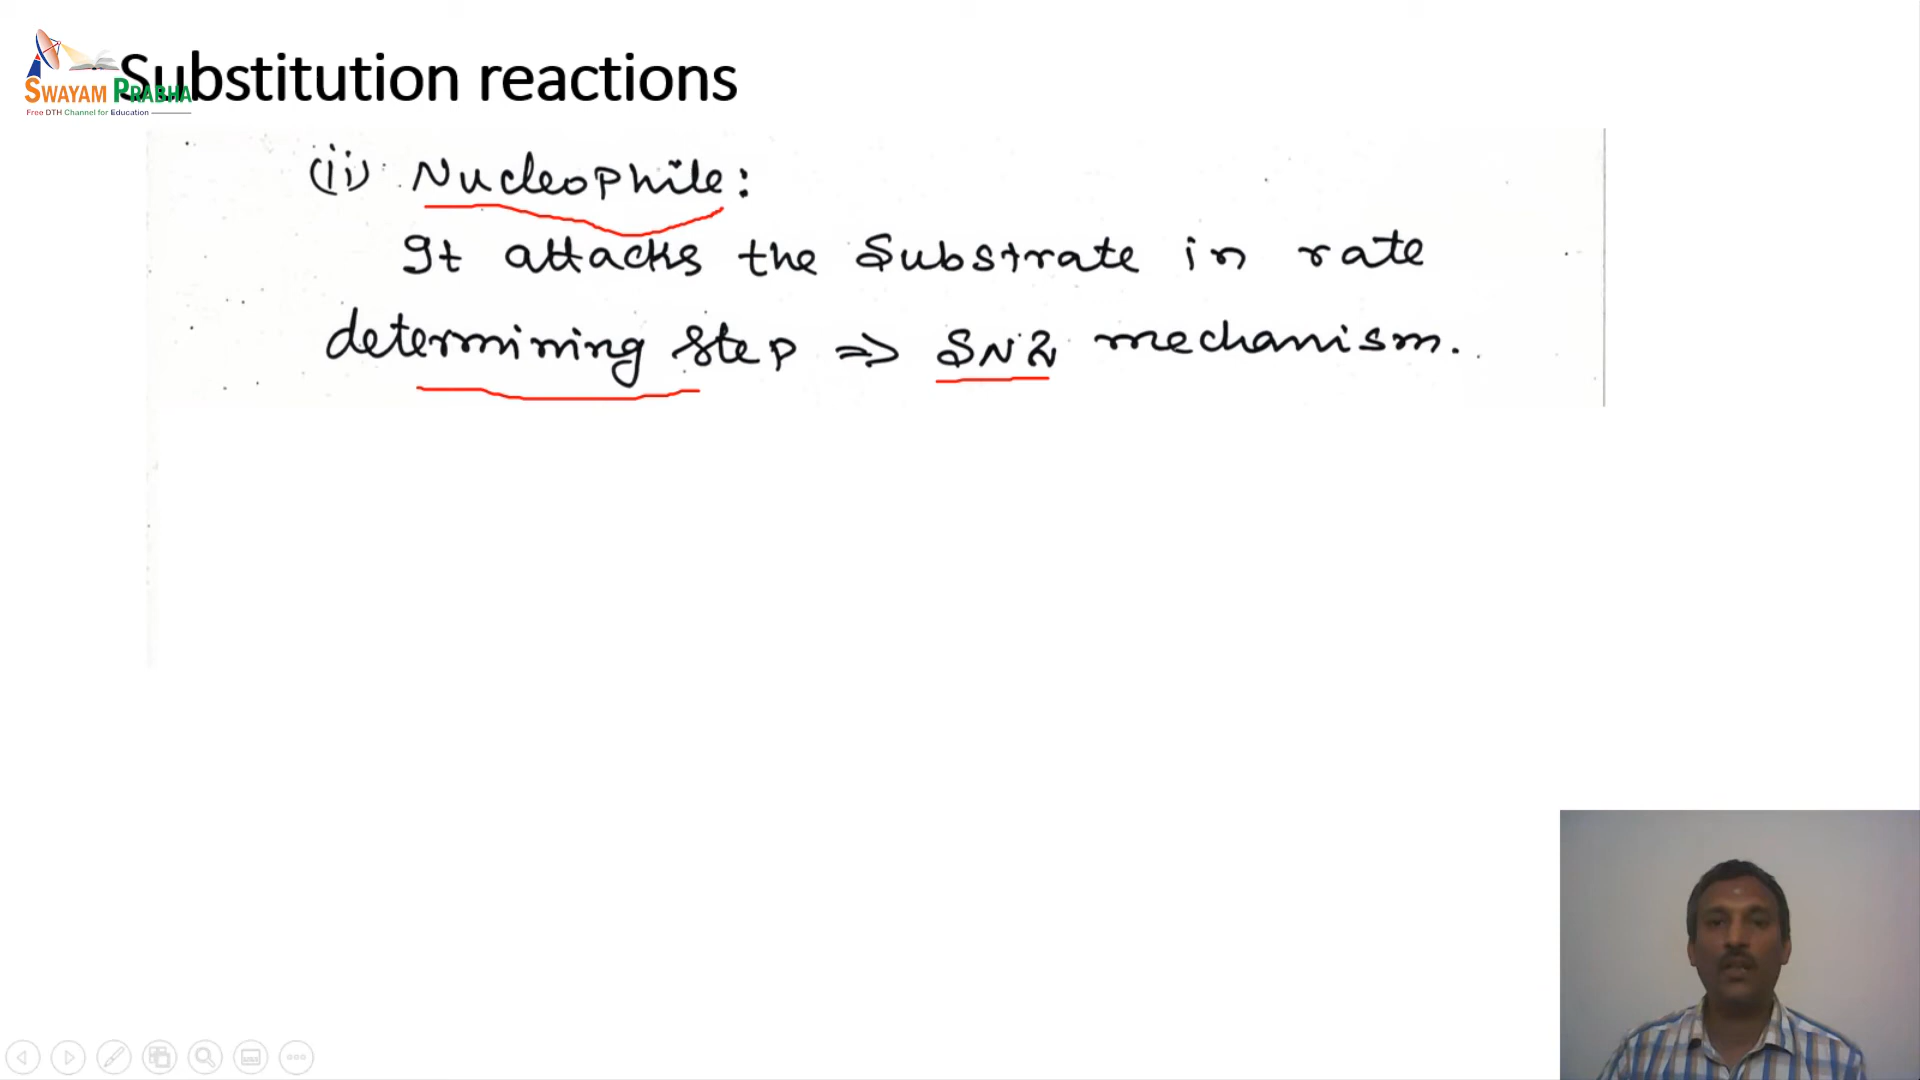 Substitution reactions
SWAYAM PRABHA
Free DTH Channel for Education
(ii) Nucleophile:
It attacks the substrate in rate
determining step => SN2 mechanism.